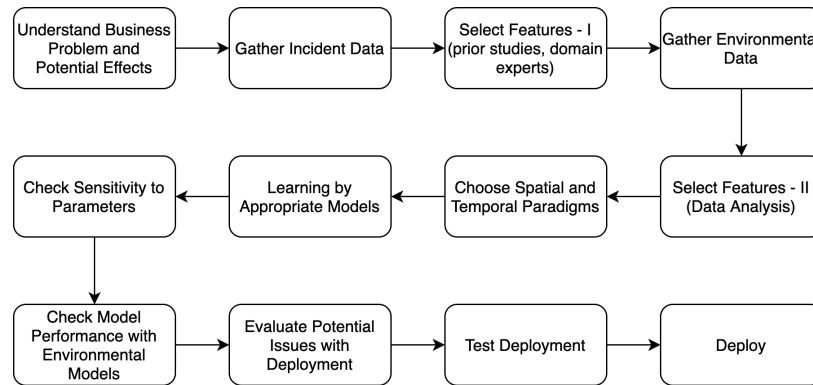 Understand Business
Problem and
Potential Effects
Gather Incident Data
Select Features - I
(prior studies, domain
experts)
Gather Environmenta
Data
Check Sensitivity to
Parameters
Learning by
Appropriate Models
Choose Spatial and
Temporal Paradigms
Select Features - II
(Data Analysis)
Check Model
Performance with
Environmental
Models
Evaluate Potential
Issues with
Deployment
Test Deployment
Deploy